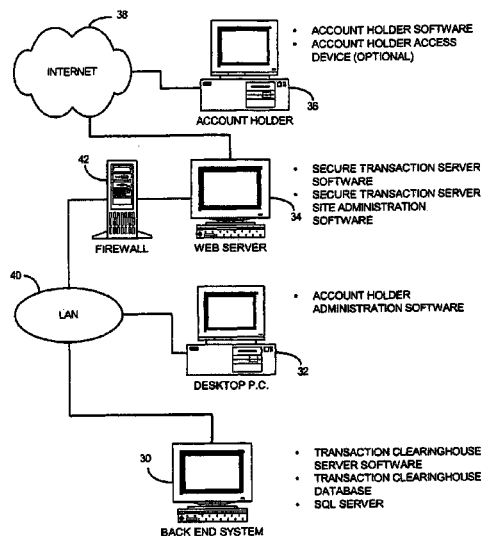 38
INTERNET
• ACCOUNT HOLDER SOFTWARE
• ACCOUNT HOLDER ACCESS
DEVICE (OPTIONAL)
36
ACCOUNT HOLDER
42
FIREWALL
34
WEB SERVER
• SECURE TRANSACTION SERVER
SOFTWARE
• SECURE TRANSACTION SERVER
SITE ADMINISTRATION
SOFTWARE
40
LAN
• ACCOUNT HOLDER
ADMINISTRATION SOFTWARE
32
DESKTOP P.C.
30
BACK END SYSTEM
• TRANSACTION CLEARINGHOUSE
SERVER SOFTWARE
• TRANSACTION CLEARINGHOUSE
DATABASE
• SQL SERVER